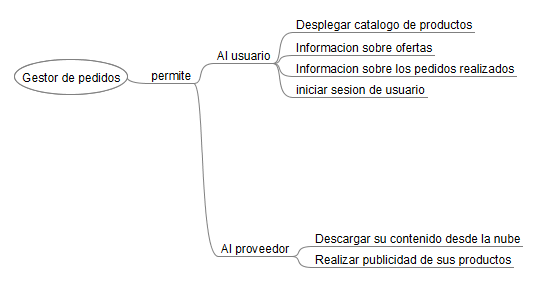 Gestor de pedidos
permite
Al usuario
Desplegar catalogo de productos
Informacion sobre ofertas
Informacion sobre los pedidos realizados
iniciar sesion de usuario
Al proveedor
Descargar su contenido desde la nube
Realizar publicidad de sus productos